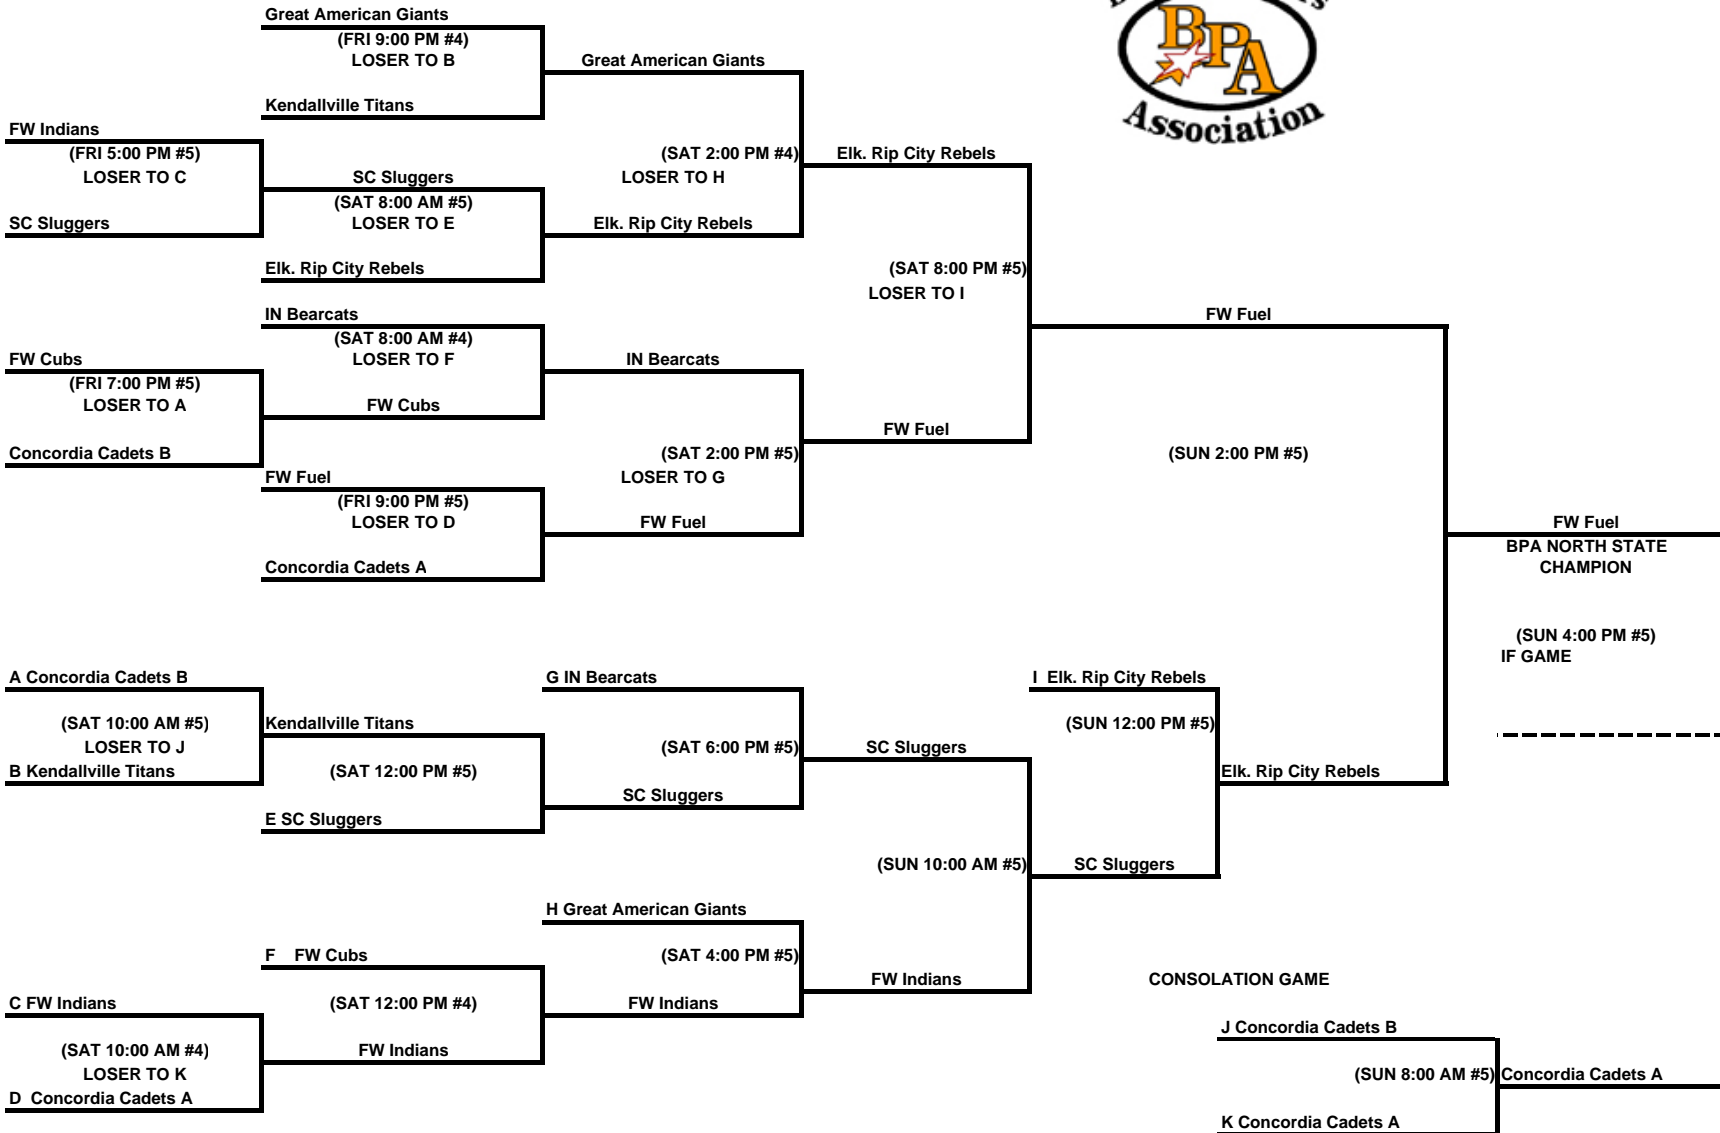 Great American Giants
(FRI 9:00 PM #4)
LOSER TO B
Great American Giants
Kendallville Titans
FW Indians
(FRI 5:00 PM #5)
LOSER TO C
SC Sluggers
(SAT 2:00 PM #4)
LOSER TO H
Elk. Rip City Rebels
(SAT 8:00 AM #5)
LOSER TO E
SC Sluggers
Elk. Rip City Rebels
Elk. Rip City Rebels
(SAT 8:00 PM #5)
LOSER TO I
IN Bearcats
FW Fuel
(SAT 8:00 AM #4)
LOSER TO F
FW Cubs
IN Bearcats
(FRI 7:00 PM #5)
LOSER TO A
FW Cubs
FW Fuel
Concordia Cadets B
(SAT 2:00 PM #5)
LOSER TO G
(SUN 2:00 PM #5)
FW Fuel
(FRI 9:00 PM #5)
LOSER TO D
FW Fuel
Concordia Cadets A
FW Fuel
BPA NORTH STATE
CHAMPION
(SUN 4:00 PM #5)
IF GAME
BPA
Association
A Concordia Cadets B
G IN Bearcats
I Elk. Rip City Rebels
(SAT 10:00 AM #5)
LOSER TO J
Kendallville Titans
(SUN 12:00 PM #5)
(SAT 6:00 PM #5)
SC Sluggers
B Kendallville Titans
(SAT 12:00 PM #5)
Elk. Rip City Rebels
SC Sluggers
E SC Sluggers
(SUN 10:00 AM #5)
SC Sluggers
H Great American Giants
F FW Cubs
(SAT 4:00 PM #5)
FW Indians
C FW Indians
(SAT 12:00 PM #4)
FW Indians
(SAT 10:00 AM #4)
LOSER TO K
FW Indians
D Concordia Cadets A
CONSOLATION GAME
J Concordia Cadets B
(SUN 8:00 AM #5)
Concordia Cadets A
K Concordia Cadets A